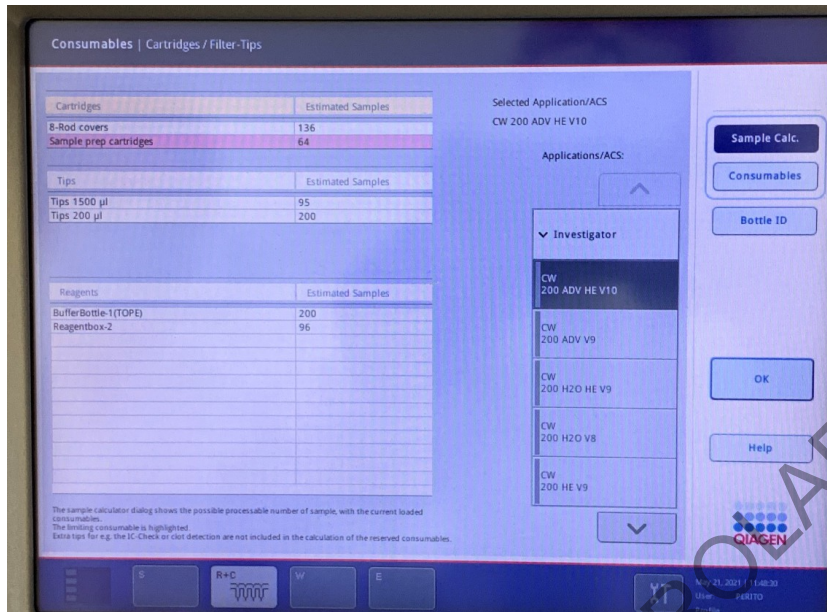 Consumables | Cartridges / Filter-Tips
Cartridges Estimated Samples
8-Rod covers 136
Sample prep cartridges 64
Tips Estimated Samples
Tips 1500 µl 95
Tips 200 µl 200
Reagents Estimated Samples
BufferBottle-1(TOPE) 200
Reagentbox-2 96
The sample calculator dialog shows the possible processable number of sample, with the current loaded
consumables.
The limiting consumable is highlighted.
Extra tips for e.g. the IC-Check or clot detection are not included in the calculation of the reserved consumables.
Selected Application/ACS
CW 200 ADV HE V10
Applications/ACS:
Investigator
CW
200 ADV HE V10
CW
200 ADV V9
CW
200 H2O HE V9
CW
200 H2O V8
CW
200 HE V9
Sample Calc.
Consumables
Bottle ID
OK
Help
QIAGEN
S
R+C
W
E
May 21, 2021 | 11:48:30
User PERITO
Profile